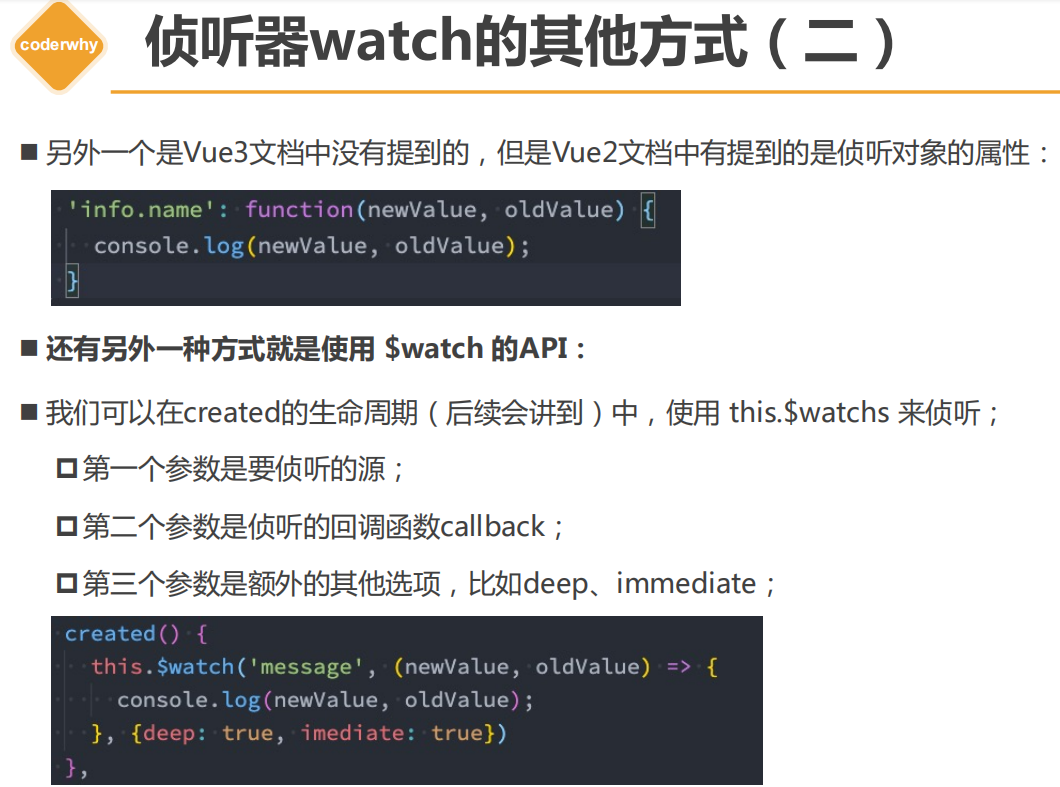 coderwhy
侦听器watch的其他方式（二）
另外一个是Vue3文档中没有提到的，但是Vue2文档中有提到的是侦听对象的属性：
'info.name': function(newValue, oldValue) {
console.log(newValue, oldValue);
}
还有另外一种方式就是使用 $watch 的API：
我们可以在created的生命周期（后续会讲到）中，使用 this.$watchs 来侦听；
第一个参数是要侦听的源；
第二个参数是侦听的回调函数callback；
第三个参数是额外的其他选项，比如deep、immediate；
created() {
this.$watch('message', (newValue, oldValue) => {
console.log(newValue, oldValue);
}, {deep: true, imediate: true})
},